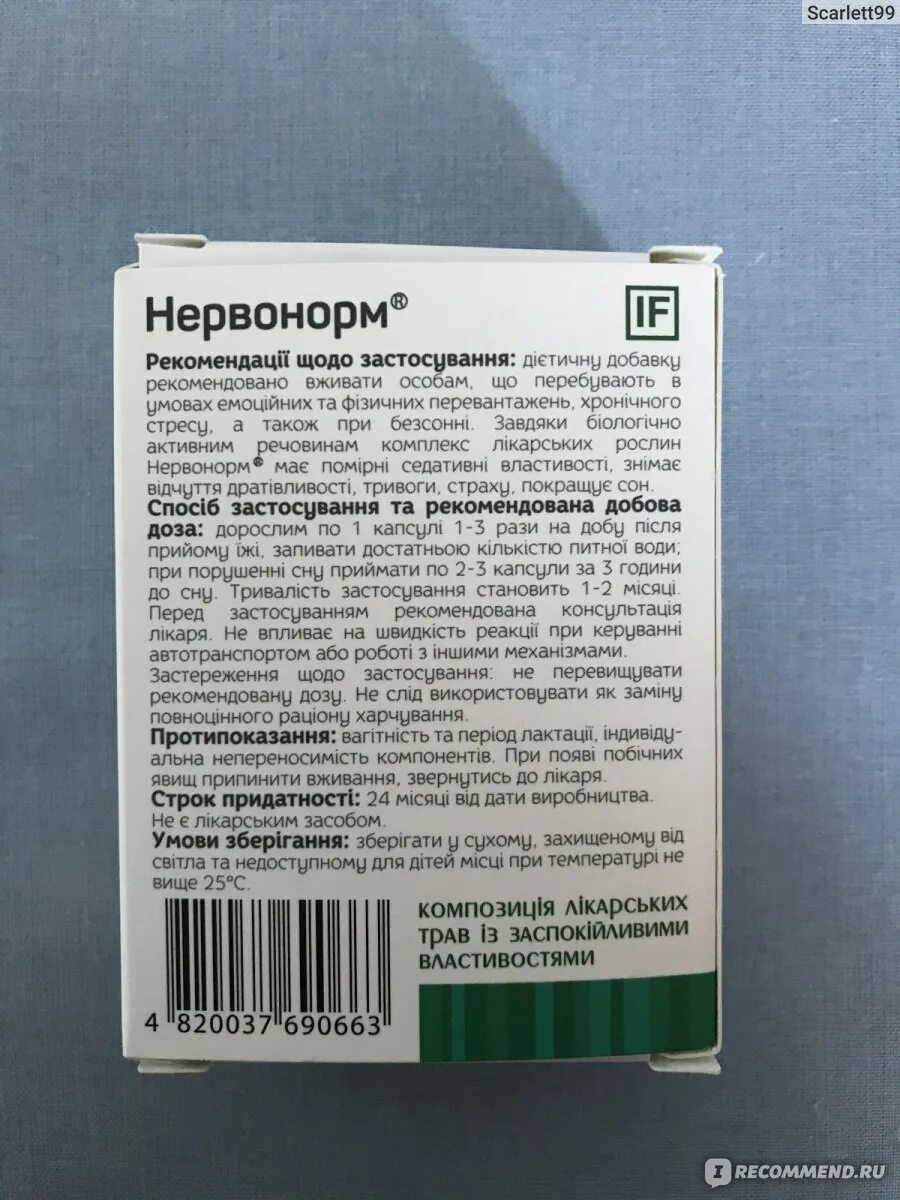 Scarlett99
Нервонорм®
IF
Рекомендації щодо застосування: дієтичну добавку
рекомендовано вживати особам, що перебувають в
умовах емоційних та фізичних перевантажень, хронічного
стресу, а також при безсонні. Завдяки біологічно
активним речовинам комплекс лікарських рослин
Нервонорм® має помірні седативні властивості, знімає
відчуття дратівливості, тривоги, страху, покращує сон.
Спосіб застосування та рекомендована добова
доза: дорослим по 1 капсулі 1-3 рази на добу після
прийому їжі, запивати достатньою кількістю питної води;
при порушенні сну приймати по 2-3 капсули за 3 години
до сну. Тривалість застосування становить 1-2 місяці.
Перед застосуванням рекомендована консультація
лікаря. Не впливає на швидкість реакції при керуванні
автотранспортом або роботі з іншими механізмами.
Застереження щодо застосування: не перевищувати
рекомендовану дозу. Не слід використовувати як заміну
повноцінного раціону харчування.
Протипоказання: вагітність та період лактації, індивіду-
альна непереносимість компонентів. При появі побічних
явищ припинити вживання, звернутись до лікаря.
Строк придатності: 24 місяці від дати виробництва.
Не є лікарським засобом.
Умови зберігання: зберігати у сухому, захищеному від
світла та недоступному для дітей місці при температурі не
вище 25°С.
КОМПОЗИЦІЯ ЛІКАРСЬКИХ
ТРАВ ІЗ ЗАСПОКІЙЛИВИМИ
ВЛАСТИВОСТЯМИ
4 820037 690663
IRECOMMEND.RU